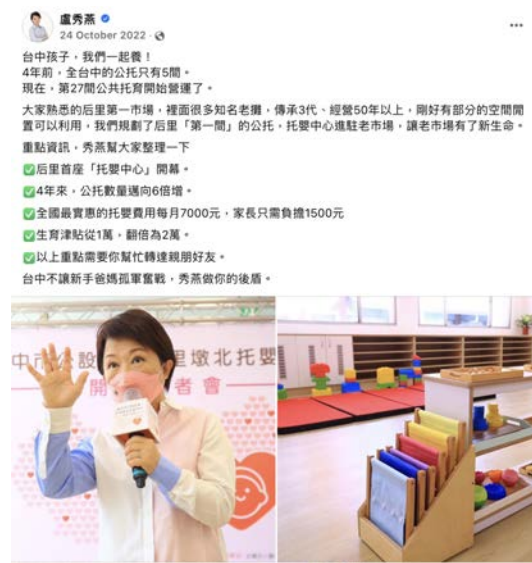 盧秀燕
24 October 2022 ·
台中孩子，我們一起養！
4年前，全台中的公托只有5間。
現在，第27間公共托育開始營運了。
大家熟悉的后里第一市場，裡面很多知名老攤，傳承3代、經營50年以上，剛好有部分的空間閒
置可以利用，我們規劃了后里「第一間」的公托，托嬰中心進駐老市場，讓老市場有了新生命。
重點資訊，秀燕幫大家整理一下
✅后里首座「托嬰中心」開幕。
✅4年來，公托數量邁向6倍增。
✅全國最實惠的托嬰費用每月7000元，家長只需負擔1500元
✅生育津貼從1萬，翻倍為2萬。
✅以上重點需要你幫忙轉達親朋好友。
台中不讓新手爸媽孤軍奮戰，秀燕做你的後盾。
中市公設
里墩北托嬰
開
者會